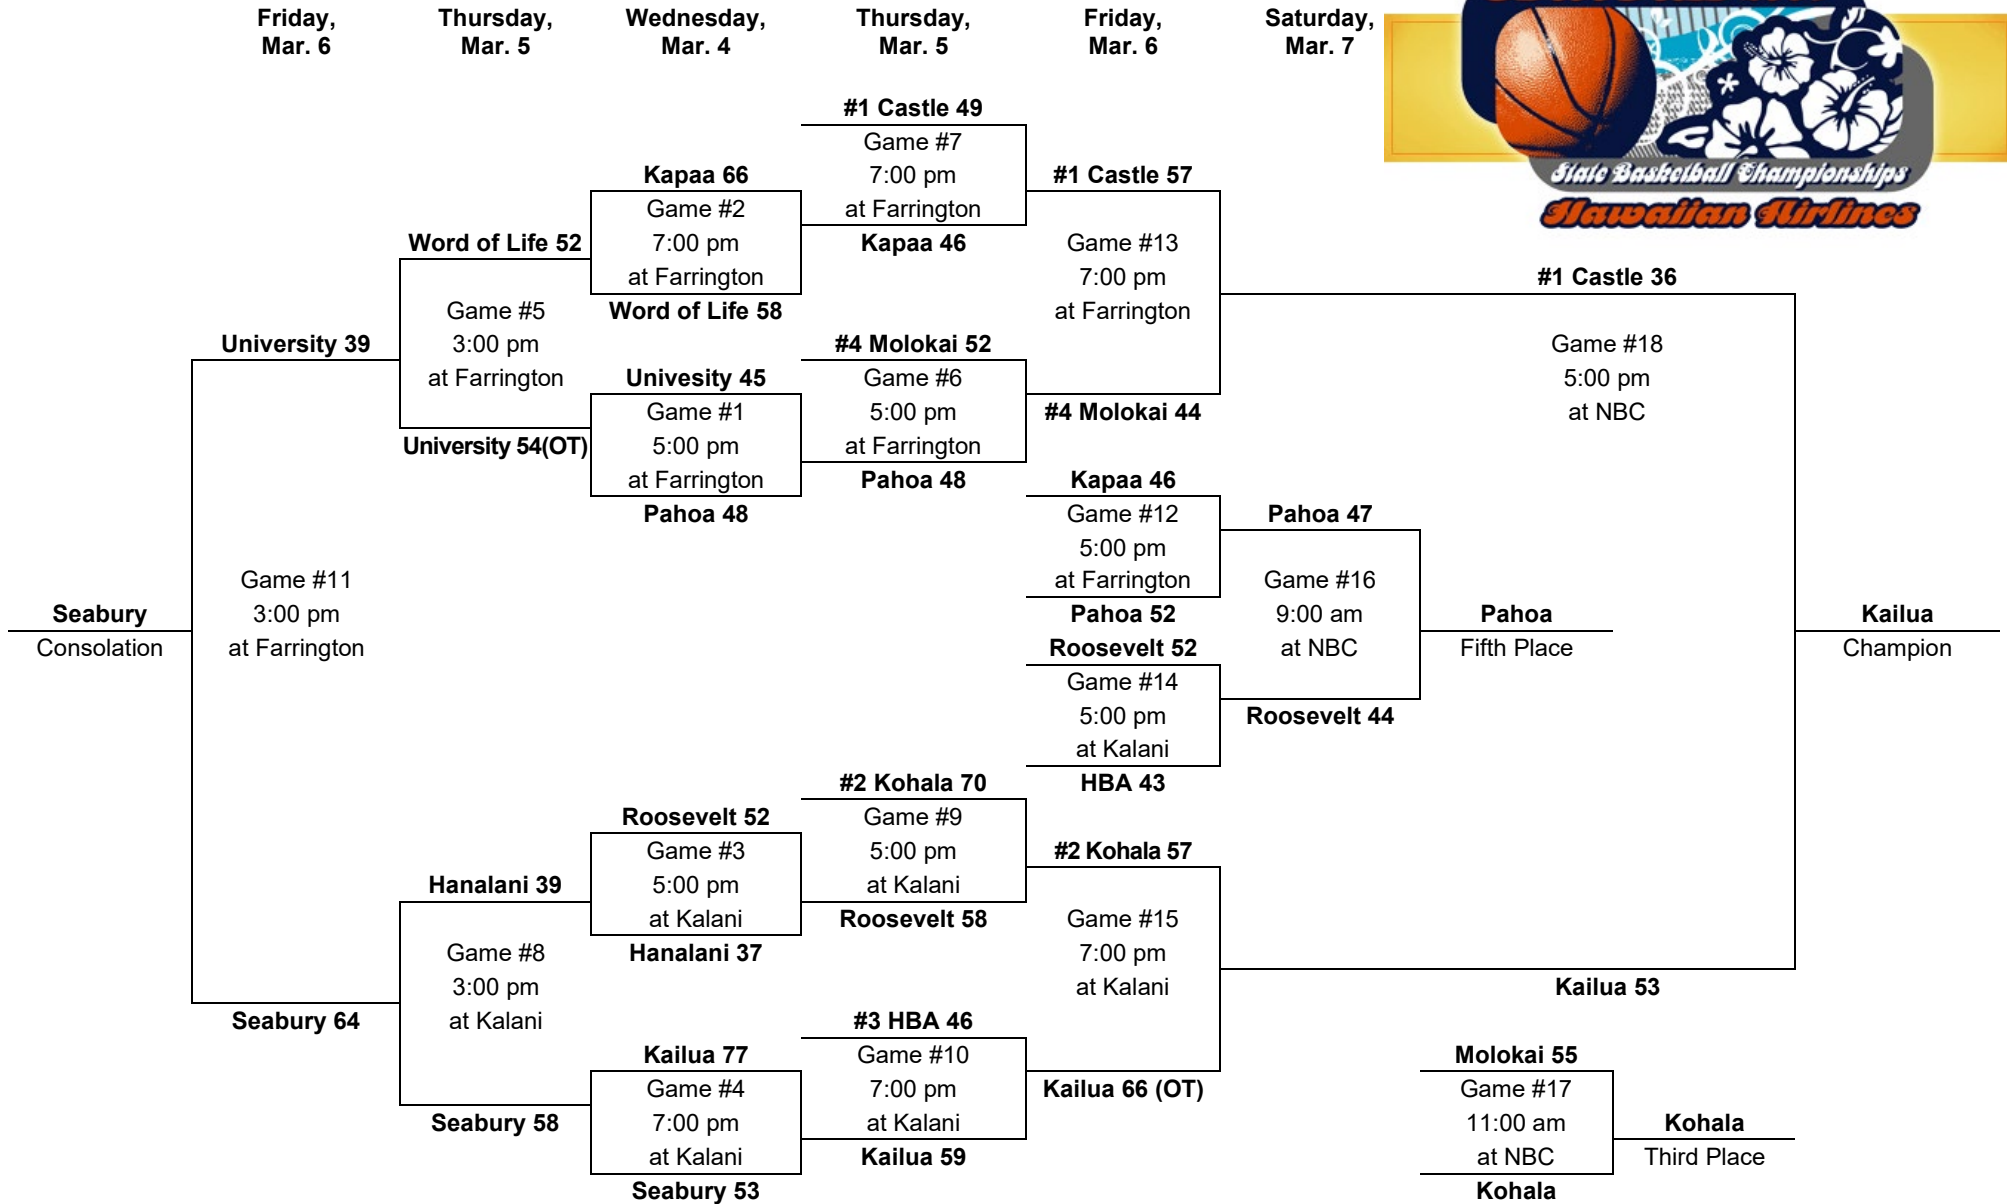 Friday,
Mar. 6
Thursday,
Mar. 5
Wednesday,
Mar. 4
Thursday,
Mar. 5
Friday,
Mar. 6
Saturday,
Mar. 7
State Basketball Championships
Hawaiian Airlines
#1 Castle 49
Game #7
7:00 pm
at Farrington
Kapaa 46
Kapaa 66
Game #2
7:00 pm
at Farrington
Word of Life 58
#1 Castle 57
Game #13
7:00 pm
at Farrington
#4 Molokai 44
Word of Life 52
Game #5
3:00 pm
at Farrington
University 54(OT)
#1 Castle 36
Game #18
5:00 pm
at NBC
Kailua 53
University 39
Game #11
3:00 pm
at Farrington
Seabury 64
#4 Molokai 52
Game #6
5:00 pm
at Farrington
Pahoa 48
Univesity 45
Game #1
5:00 pm
at Farrington
Pahoa 48
Kapaa 46
Game #12
5:00 pm
at Farrington
Pahoa 52
Pahoa 47
Game #16
9:00 am
at NBC
Roosevelt 44
Seabury
Consolation
Pahoa
Fifth Place
Kailua
Champion
Roosevelt 52
Game #14
5:00 pm
at Kalani
HBA 43
#2 Kohala 70
Game #9
5:00 pm
at Kalani
Roosevelt 58
Roosevelt 52
Game #3
5:00 pm
at Kalani
Hanalani 37
#2 Kohala 57
Game #15
7:00 pm
at Kalani
Kailua 66 (OT)
Hanalani 39
Game #8
3:00 pm
at Kalani
Seabury 58
#3 HBA 46
Game #10
7:00 pm
at Kalani
Kailua 59
Kailua 77
Game #4
7:00 pm
at Kalani
Seabury 53
Molokai 55
Game #17
11:00 am
at NBC
Kohala
Kohala
Third Place